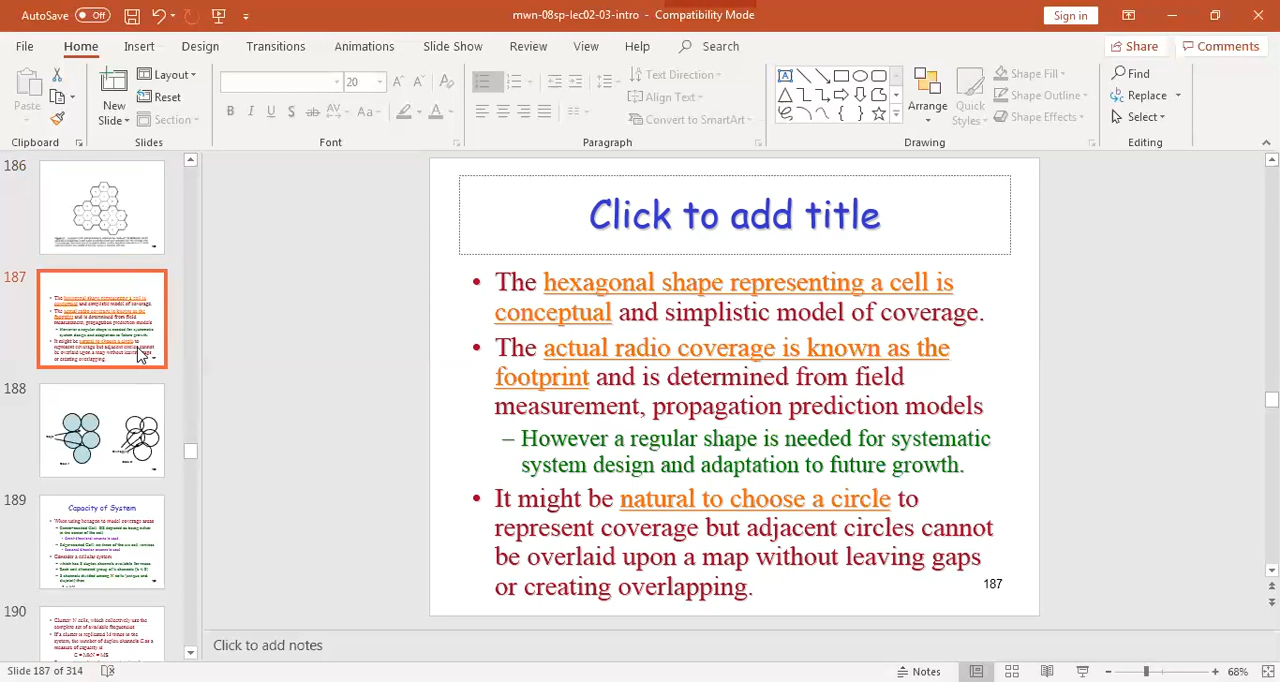 AutoSave Off mwn-08sp-lec02-03-intro - Compatibility Mode Sign in
File Home Insert Design Transitions Animations Slide Show Review View Help Search Share Comments
Paste New Slide Layout Reset Section 20 Text Direction Align Text Convert to SmartArt Arrange Quick Styles Shape Fill Shape Outline Shape Effects Find Replace Select
B I U S ab AV Aa A
Clipboard Slides Font Paragraph Drawing Editing
186
187
188
189
Capacity of System
190
Click to add title
• The hexagonal shape representing a cell is
conceptual and simplistic model of coverage.
• The actual radio coverage is known as the
footprint and is determined from field
measurement, propagation prediction models
– However a regular shape is needed for systematic
system design and adaptation to future growth.
• It might be natural to choose a circle to
represent coverage but adjacent circles cannot
be overlaid upon a map without leaving gaps
or creating overlapping.
187
Click to add notes
Slide 187 of 314 Notes 68%